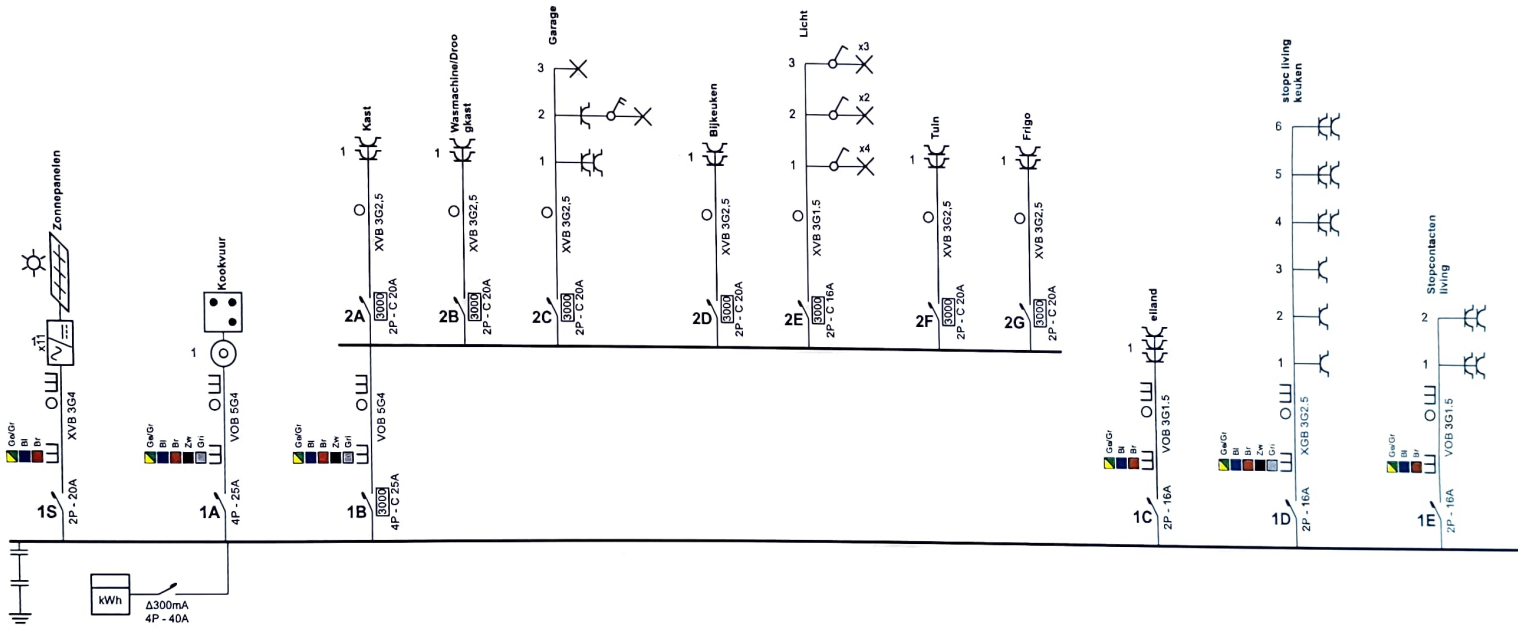 Zonnepanelen
x11
XVB 3G4
Ge/Gr
Bl
Br
1S
2P - 20A
Kookvuur
1
VOB 5G4
Ge/Gr
Bl
Br
Zw
Gri
1A
4P - 25A
VOB 5G4
Ge/Gr
Bl
Br
Zw
Gri
1B
3000
4P - C 25A
kWh
Δ300mA
4P - 40A
Kast
1
XVB 3G2,5
2A
3000
2P - C 20A
Wasmachine/Droo
gkast
1
XVB 3G2,5
2B
3000
2P - C 20A
Garage
3
2
1
XVB 3G2,5
2C
3000
2P - C 20A
Bijkeuken
1
XVB 3G2,5
2D
3000
2P - C 20A
Licht
3
x3
2
x2
1
x4
XVB 3G1.5
2E
3000
2P - C 16A
Tuin
1
XVB 3G2,5
2F
3000
2P - C 20A
Frigo
1
XVB 3G2,5
2G
3000
2P - C 20A
eiland
1
VOB 3G1.5
Ge/Gr
Bl
Br
1C
2P - 16A
stopc living
keuken
6
5
4
3
2
1
XGB 3G2.5
Ge/Gr
Bl
Br
Zw
Gri
1D
2P - 16A
Stopcontacten
living
2
1
VOB 3G1.5
Ge/Gr
Bl
Br
1E
2P - 16A